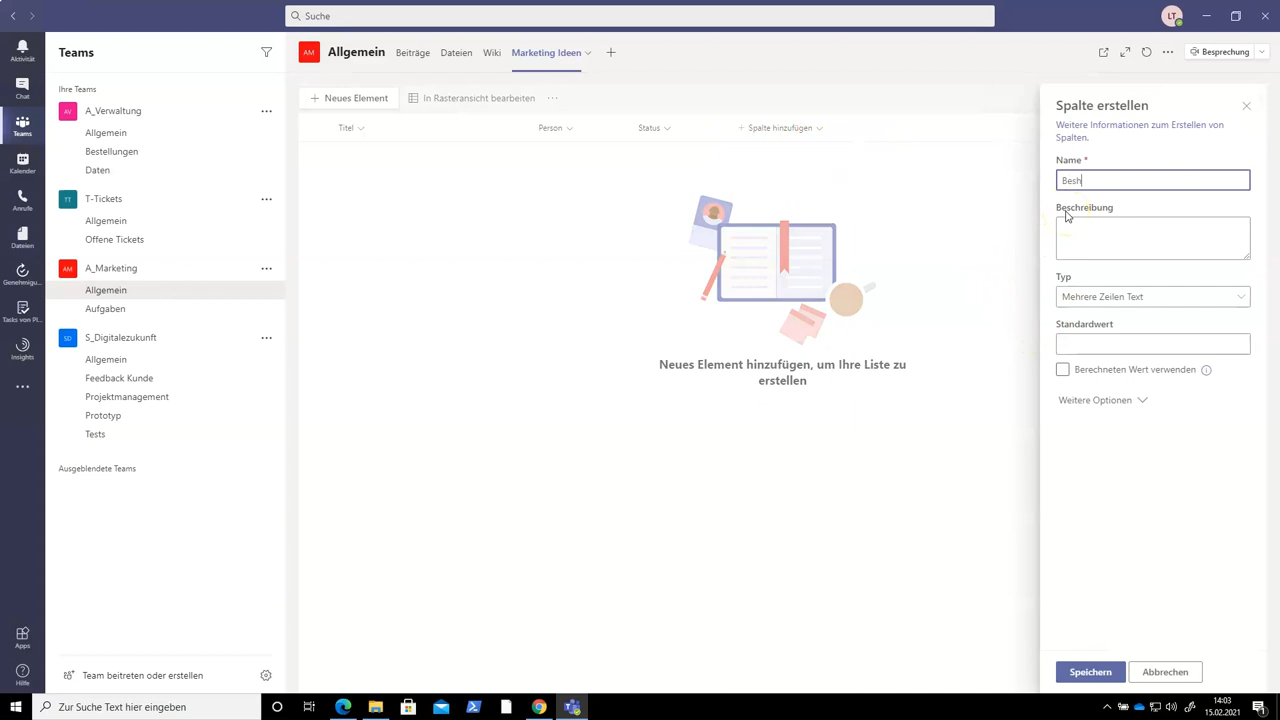 Suche
LT
Aktivität
Chat
Teams
Kalender
Anrufe
Dateien
Genehmigu...
Tasks von Pl...
Insights
Apps
Hilfe
Teams
Ihre Teams
AV A_Verwaltung
Allgemein
Bestellungen
Daten
TT T-Tickets
Allgemein
Offene Tickets
AM A_Marketing
Allgemein
Aufgaben
SD S_Digitalezukunft
Allgemein
Feedback Kunde
Projektmanagement
Prototyp
Tests
Ausgeblendete Teams
Team beitreten oder erstellen
AM Allgemein Beiträge Dateien Wiki Marketing Ideen
Besprechung
Neues Element In Rasteransicht bearbeiten
Titel Person Status + Spalte hinzufügen
Neues Element hinzufügen, um Ihre Liste zu
erstellen
Spalte erstellen
Weitere Informationen zum Erstellen von
Spalten.
Name *
Besh
Beschreibung
Typ
Mehrere Zeilen Text
Standardwert
Berechneten Wert verwenden
Weitere Optionen
Speichern Abbrechen
Zur Suche Text hier eingeben
14:03
15.02.2021
1